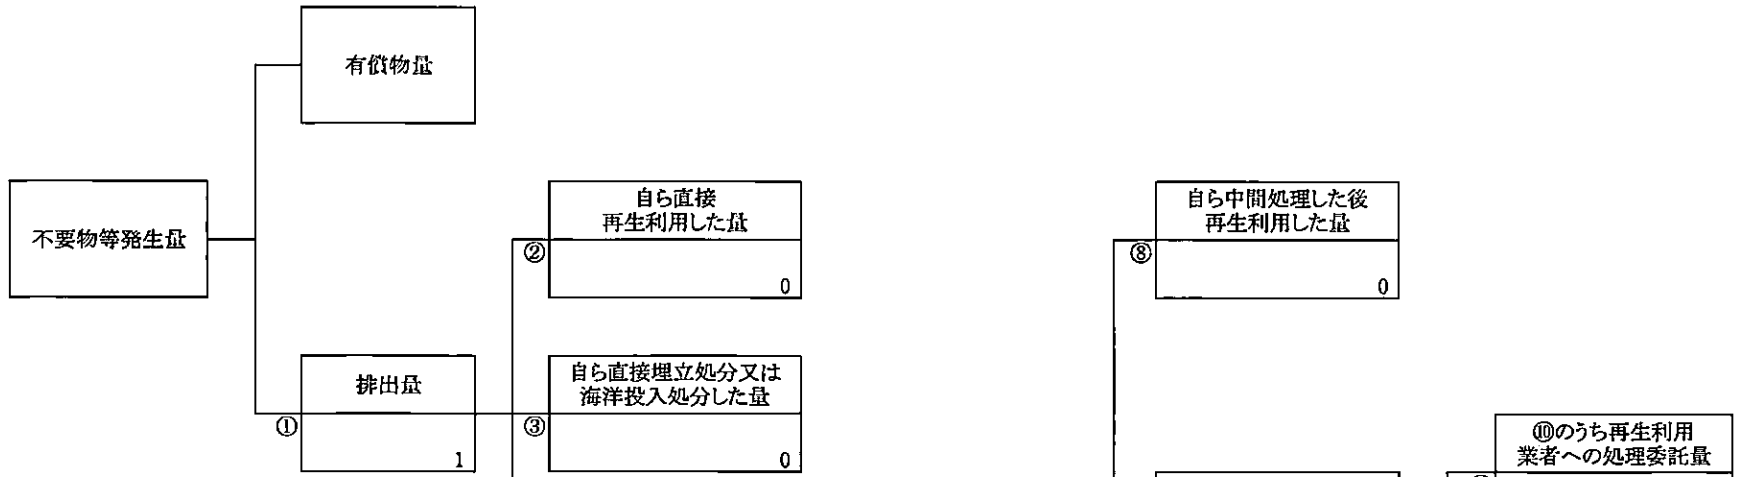 有償物量
不要物等発生量
自ら直接
再生利用した量
②
0
自ら中間処理した後
再生利用した量
⑧
0
排出量
①
1
自ら直接埋立処分又は
海洋投入処分した量
③
0
⑩のうち再生利用
業者への処理委託量